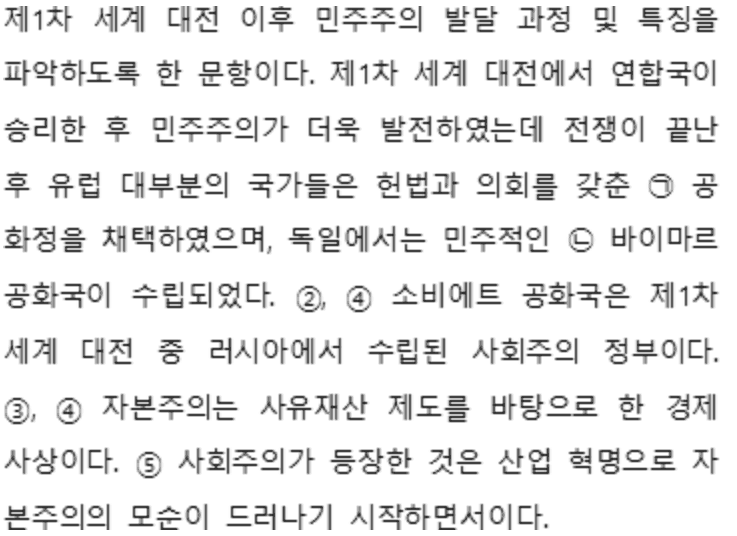 제1차 세계 대전 이후 민주주의 발달 과정 및 특징을
파악하도록 한 문항이다. 제1차 세계 대전에서 연합국이
승리한 후 민주주의가 더욱 발전하였는데 전쟁이 끝난
후 유럽 대부분의 국가들은 헌법과 의회를 갖춘 ㉠ 공
화정을 채택하였으며, 독일에서는 민주적인 ㉡ 바이마르
공화국이 수립되었다. ②, ④ 소비에트 공화국은 제1차
세계 대전 중 러시아에서 수립된 사회주의 정부이다.
③, ④ 자본주의는 사유재산 제도를 바탕으로 한 경제
사상이다. ⑤ 사회주의가 등장한 것은 산업 혁명으로 자
본주의의 모순이 드러나기 시작하면서이다.